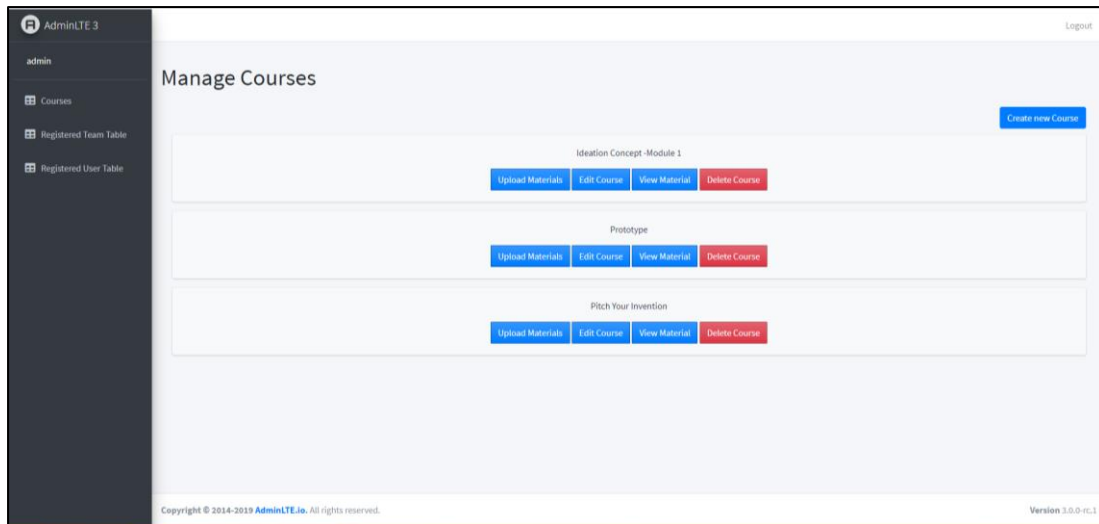 AdminLTE 3
Logout
admin
Courses
Registered Team Table
Registered User Table
Manage Courses
Create new Course
Ideation Concept -Module 1
Upload Materials Edit Course View Material Delete Course
Prototype
Upload Materials Edit Course View Material Delete Course
Pitch Your Invention
Upload Materials Edit Course View Material Delete Course
Copyright © 2014-2019 AdminLTE.io. All rights reserved.
Version 3.0.0-rc.1